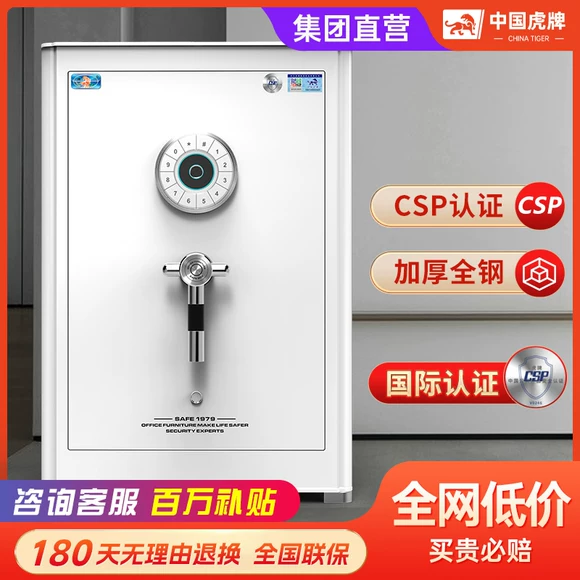 集团直营
中国虎牌
CHINA TIGER
CSP认证
CSP
加厚全钢
国际认证
CSP
SAFE 1979
OFFICE FURNITURE MAKE LIFE SAFER
SECURITY EXPERTS
咨询客服 百万补贴
全网低价
180天无理由退换 全国联保
买贵必赔